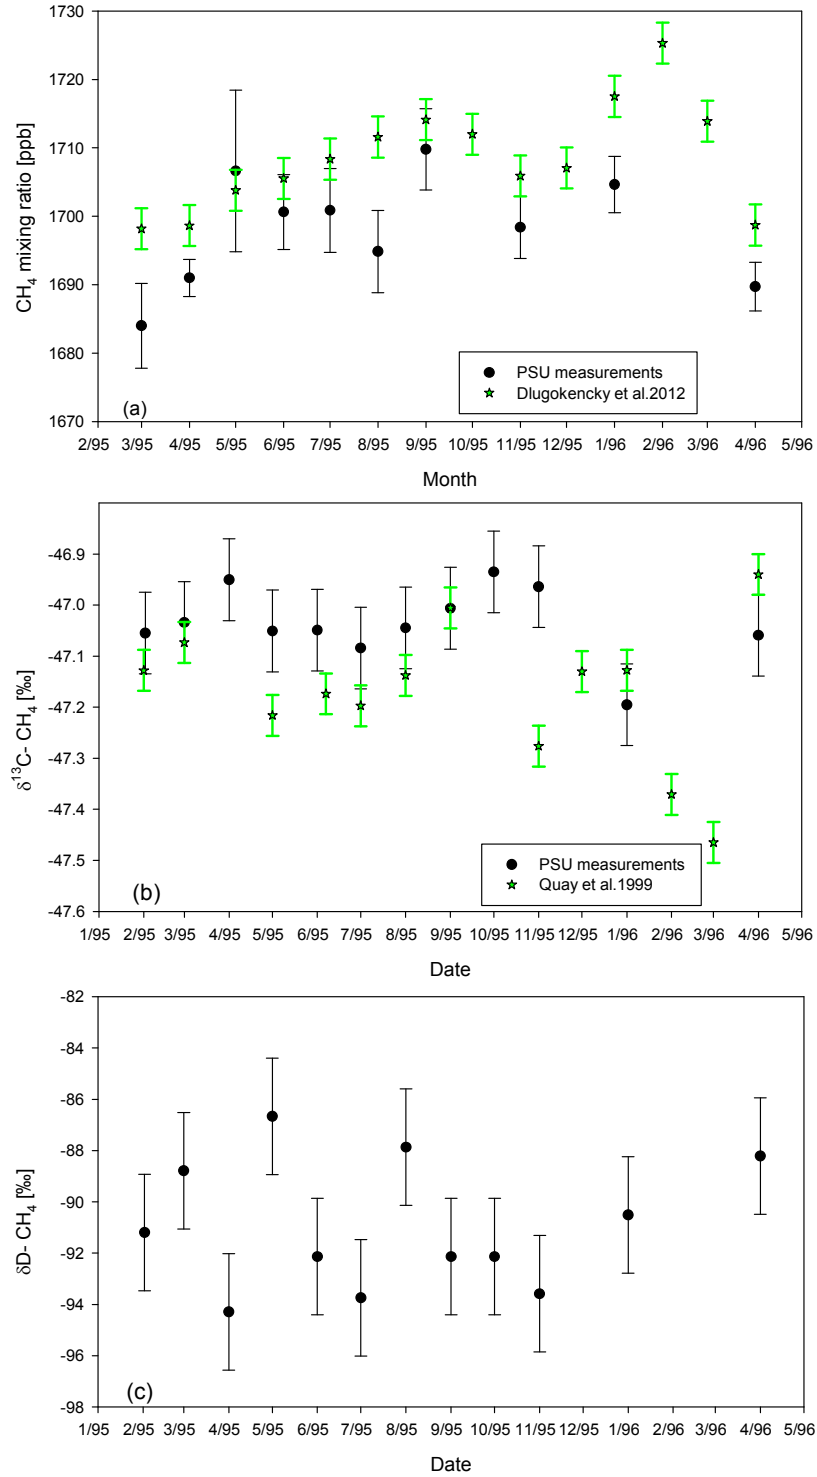 1730
1720
1710
1700
1690
1680
1670
CH4 mixing ratio [ppb]
PSU measurements
Dlugokencky et al.2012
(a)
2/95 3/95 4/95 5/95 6/95 7/95 8/95 9/95 10/95 11/95 12/95 1/96 2/96 3/96 4/96 5/96
Month
-46.9
-47.0
-47.1
-47.2
-47.3
-47.4
-47.5
-47.6
δ13C- CH4 [‰]
PSU measurements
Quay et al.1999
(b)
1/95 2/95 3/95 4/95 5/95 6/95 7/95 8/95 9/95 10/95 11/95 12/95 1/96 2/96 3/96 4/96 5/96
Date
-82
-84
-86
-88
-90
-92
-94
-96
-98
δD- CH4 [‰]
(c)
1/95 2/95 3/95 4/95 5/95 6/95 7/95 8/95 9/95 10/95 11/95 12/95 1/96 2/96 3/96 4/96 5/96
Date